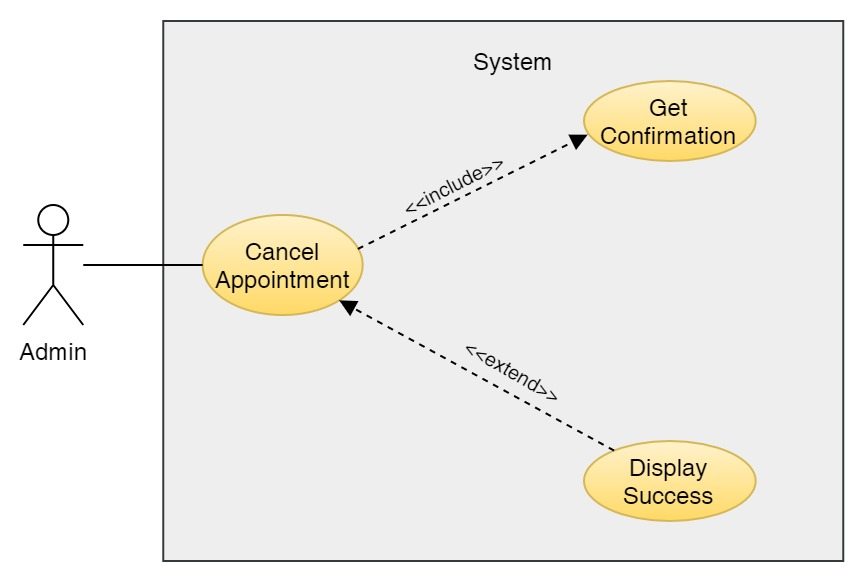 System
Get
Confirmation
<<include>>
Cancel
Appointment
Admin
<<extend>>
Display
Success